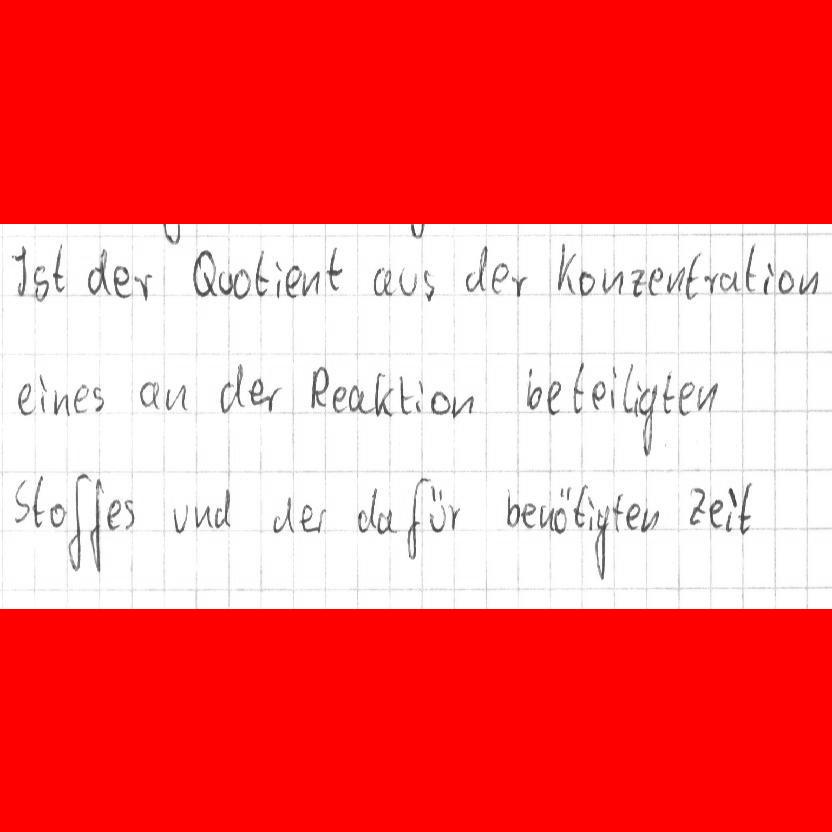 Ist der Quotient aus der Konzentration
eines an der Reaktion beteiligten
Stoffes und der dafür benötigten Zeit